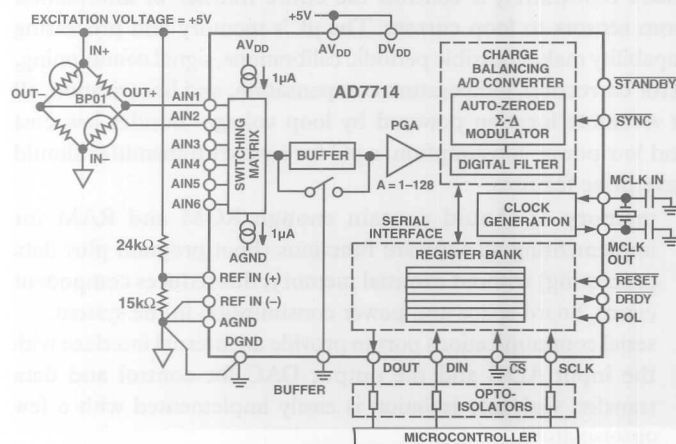 EXCITATION VOLTAGE = +5V
+5V
IN+
OUT–
OUT+
BP01
IN–
AVDD
1µA
AVDD
DVDD
AD7714
AIN1
AIN2
AIN3
AIN4
AIN5
AIN6
SWITCHING
MATRIX
BUFFER
PGA
A = 1–128
1µA
AGND
CHARGE
BALANCING
A/D CONVERTER
AUTO-ZEROED
Σ-Δ
MODULATOR
DIGITAL FILTER
STANDBY
SYNC
MCLK IN
MCLK
OUT
CLOCK
GENERATION
SERIAL
INTERFACE
REGISTER BANK
RESET
DRDY
POL
24kΩ
15kΩ
REF IN (+)
REF IN (–)
AGND
DGND
BUFFER
DOUT
DIN
CS
SCLK
OPTO-
ISOLATORS
MICROCONTROLLER